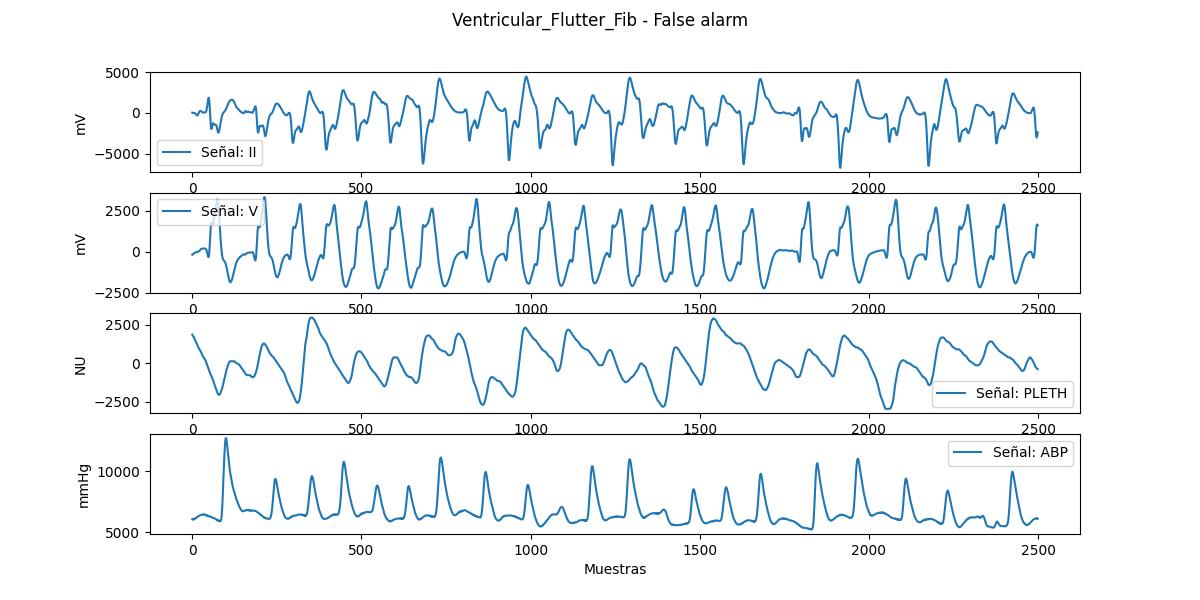 Ventricular_Flutter_Fib - False alarm
5000
0
−5000
mV
Señal: II
0 500 1000 1500 2000 2500
2500
0
−2500
mV
Señal: V
0 500 1000 1500 2000 2500
2500
0
−2500
NU
Señal: PLETH
0 500 1000 1500 2000 2500
10000
5000
mmHg
Señal: ABP
0 500 1000 1500 2000 2500
Muestras